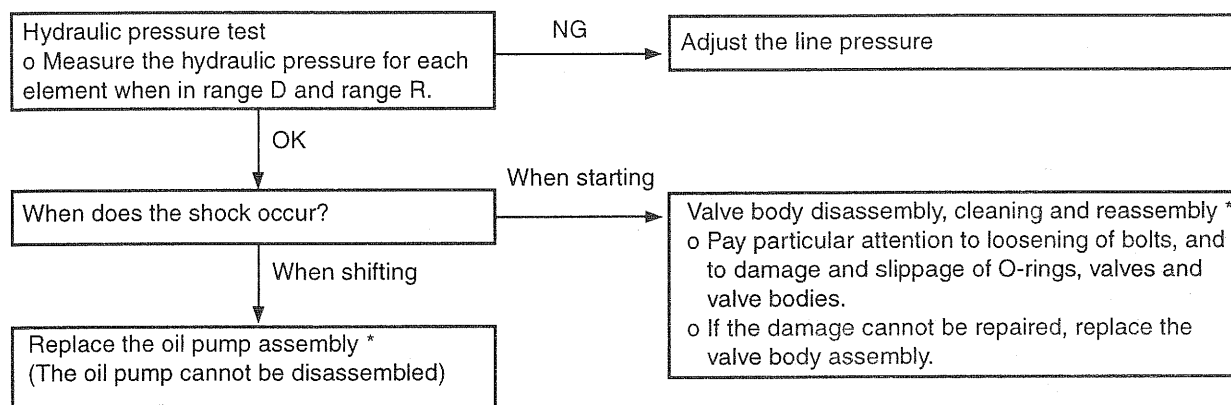 Hydraulic pressure test
o Measure the hydraulic pressure for each
element when in range D and range R.
NG
Adjust the line pressure
OK
When does the shock occur?
When starting
Valve body disassembly, cleaning and reassembly *
o Pay particular attention to loosening of bolts, and
to damage and slippage of O-rings, valves and
valve bodies.
o If the damage cannot be repaired, replace the
valve body assembly.
When shifting
Replace the oil pump assembly *
(The oil pump cannot be disassembled)